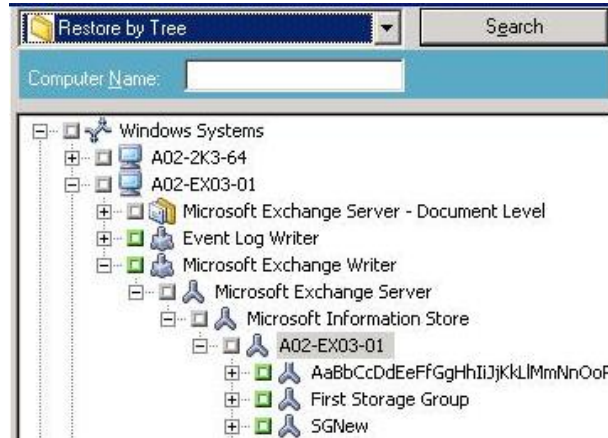 Restore by Tree Search
Computer Name:
Windows Systems
A02-2K3-64
A02-EX03-01
Microsoft Exchange Server - Document Level
Event Log Writer
Microsoft Exchange Writer
Microsoft Exchange Server
Microsoft Information Store
A02-EX03-01
AaBbCcDdEeFfGgHhIiJjKkLlMmNnOoP
First Storage Group
SGNew